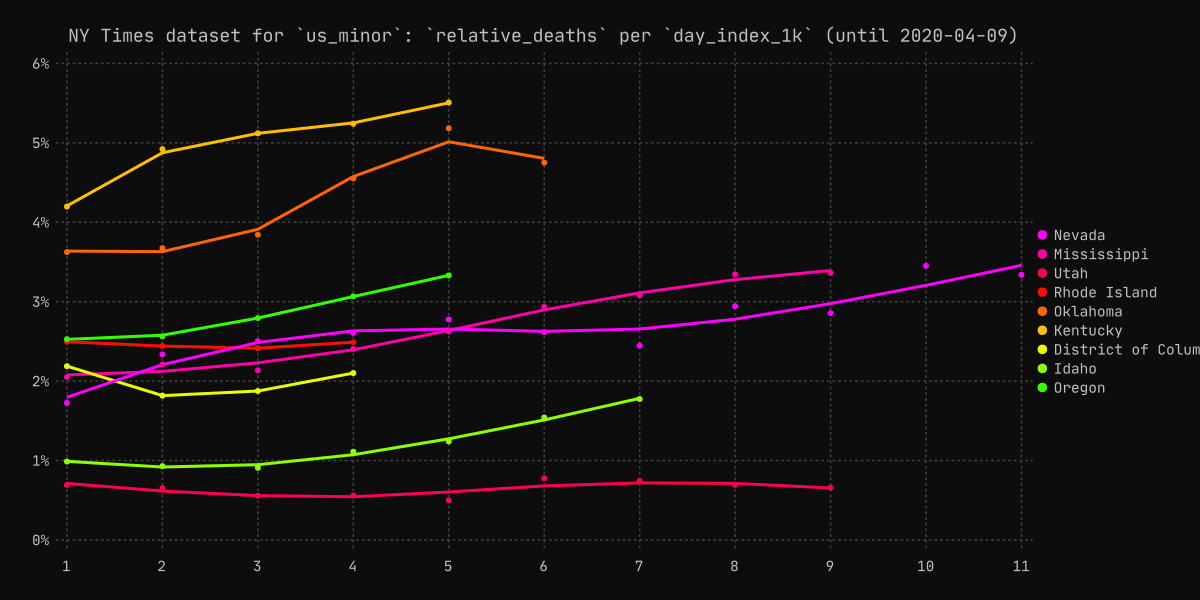 NY Times dataset for `us_minor`: `relative_deaths` per `day_index_1k` (until 2020-04-09)
6%
5%
4%
3%
2%
1%
0%
1 2 3 4 5 6 7 8 9 10 11
Nevada
Mississippi
Utah
Rhode Island
Oklahoma
Kentucky
District of Colum
Idaho
Oregon